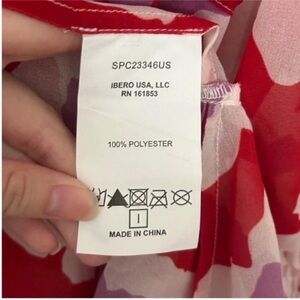 SPC23346US
IBERO USA, LLC
RN 161853
100% POLYESTER
I
MADE IN CHINA